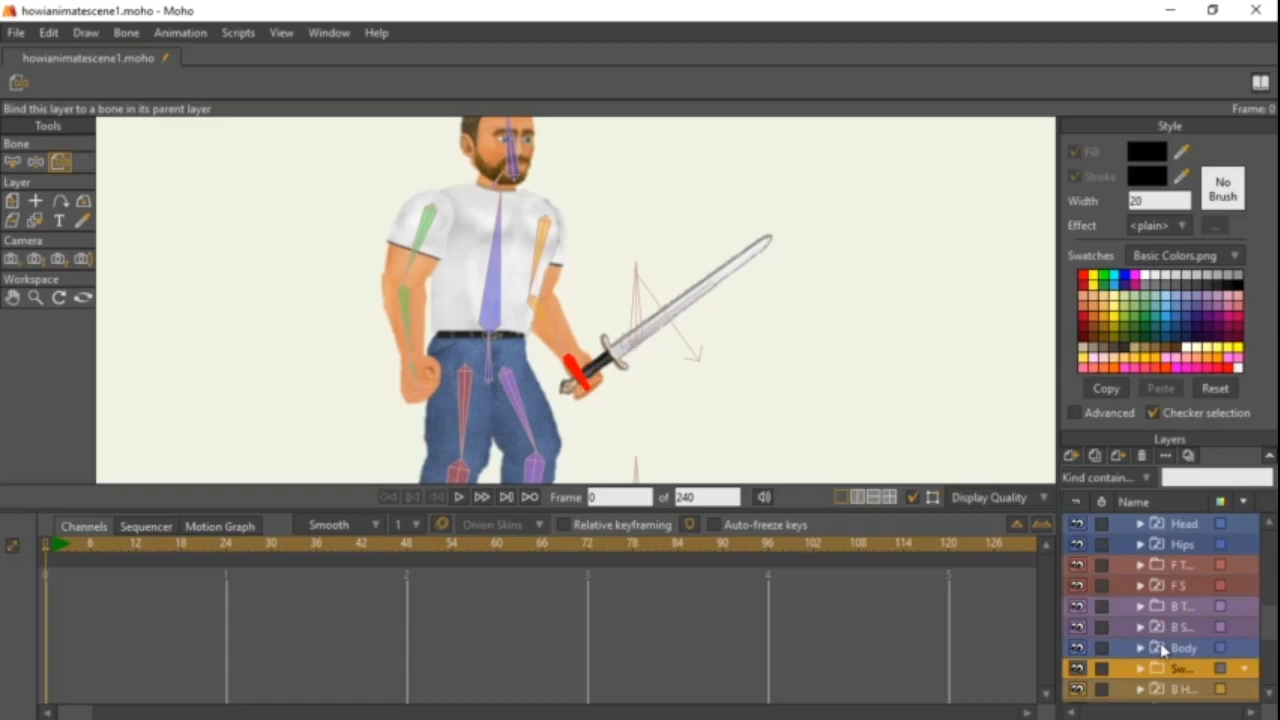 howianimatescene1.moho - Moho
File Edit Draw Bone Animation Scripts View Window Help
howianimatescene1.moho
Bind this layer to a bone in its parent layer
Frame: 0
Tools
Bone
Layer
T
Camera
Workspace
Style
Fill
Stroke
No Brush
Width 20
Effect <plain> ...
Swatches Basic Colors.png
Copy Paste Reset
Advanced Checker selection
Layers
Kind contain...
Name
Head
Hips
F T...
F S
B T...
B S...
Body
Sw...
B H...
Frame 0 of 240 Display Quality
Channels Sequencer Motion Graph Smooth 1 Onion Skins Relative keyframing Auto-freeze keys
0 6 12 18 24 30 36 42 48 54 60 66 72 78 84 90 96 102 108 114 120 126
0 1 2 3 4 5